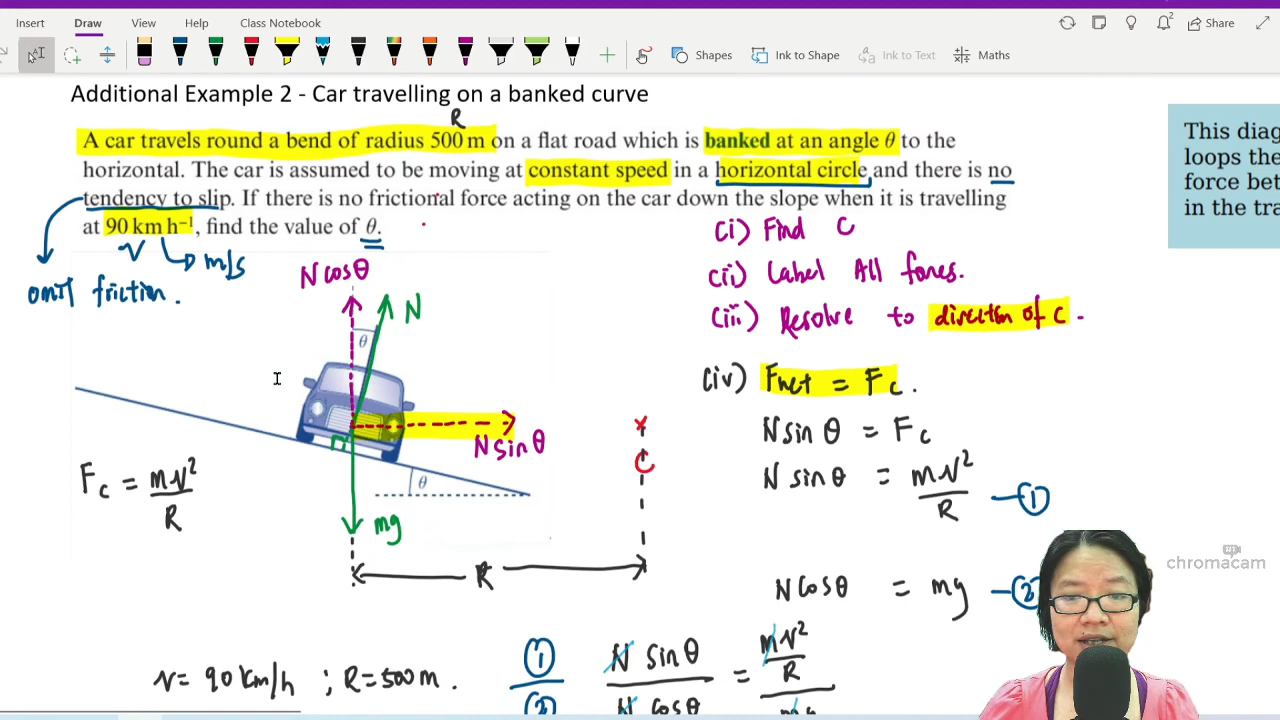 Insert Draw View Help Class Notebook Share
Shapes Ink to Shape Ink to Text Maths
Additional Example 2 - Car travelling on a banked curve
R
A car travels round a bend of radius 500 m on a flat road which is banked at an angle θ to the
horizontal. The car is assumed to be moving at constant speed in a horizontal circle, and there is no
tendency to slip. If there is no frictional force acting on the car down the slope when it is travelling
at 90 km h⁻¹, find the value of θ.
This diag
loops the
force bet
in the tra
v → m/s
omit friction.
(i) Find C
(ii) Label All forces.
(iii) Resolve to direction of C.
(iv) Fnet = Fc.
N sin θ = Fc
N sin θ = mv²/R —①
N cos θ = mg —②
N cos θ
N
θ
N sin θ
θ
mg
C
R
Fc = mv²/R
chromacam
v = 90 km/h ; R = 500 m.
①/② N sin θ / N cos θ = mv²/R / mg